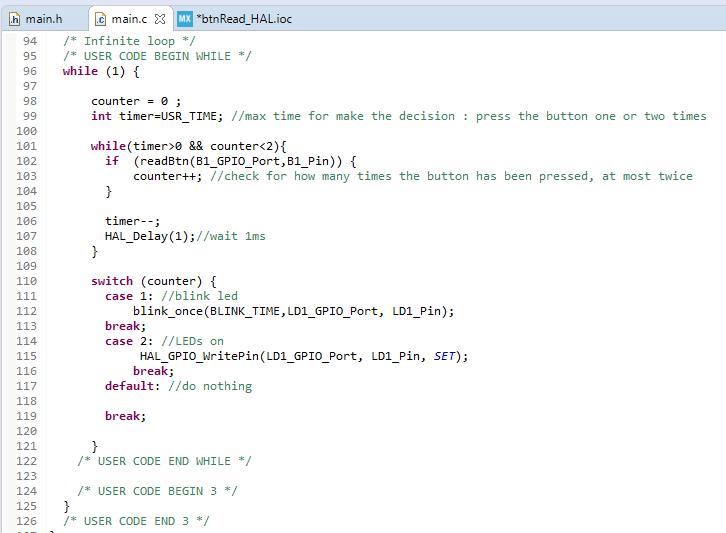 main.h main.c *btnRead_HAL.ioc
94 /* Infinite loop */
95 /* USER CODE BEGIN WHILE */
96 while (1) {
97
98 counter = 0 ;
99 int timer=USR_TIME; //max time for make the decision : press the button one or two times
100
101 while(timer>0 && counter<2){
102 if (readBtn(B1_GPIO_Port,B1_Pin)) {
103 counter++; //check for how many times the button has been pressed, at most twice
104 }
105
106 timer--;
107 HAL_Delay(1);//wait 1ms
108 }
109
110 switch (counter) {
111 case 1: //blink led
112 blink_once(BLINK_TIME,LD1_GPIO_Port, LD1_Pin);
113 break;
114 case 2: //LEDs on
115 HAL_GPIO_WritePin(LD1_GPIO_Port, LD1_Pin, SET);
116 break;
117 default: //do nothing
118
119 break;
120
121 }
122 /* USER CODE END WHILE */
123
124 /* USER CODE BEGIN 3 */
125 }
126 /* USER CODE END 3 */